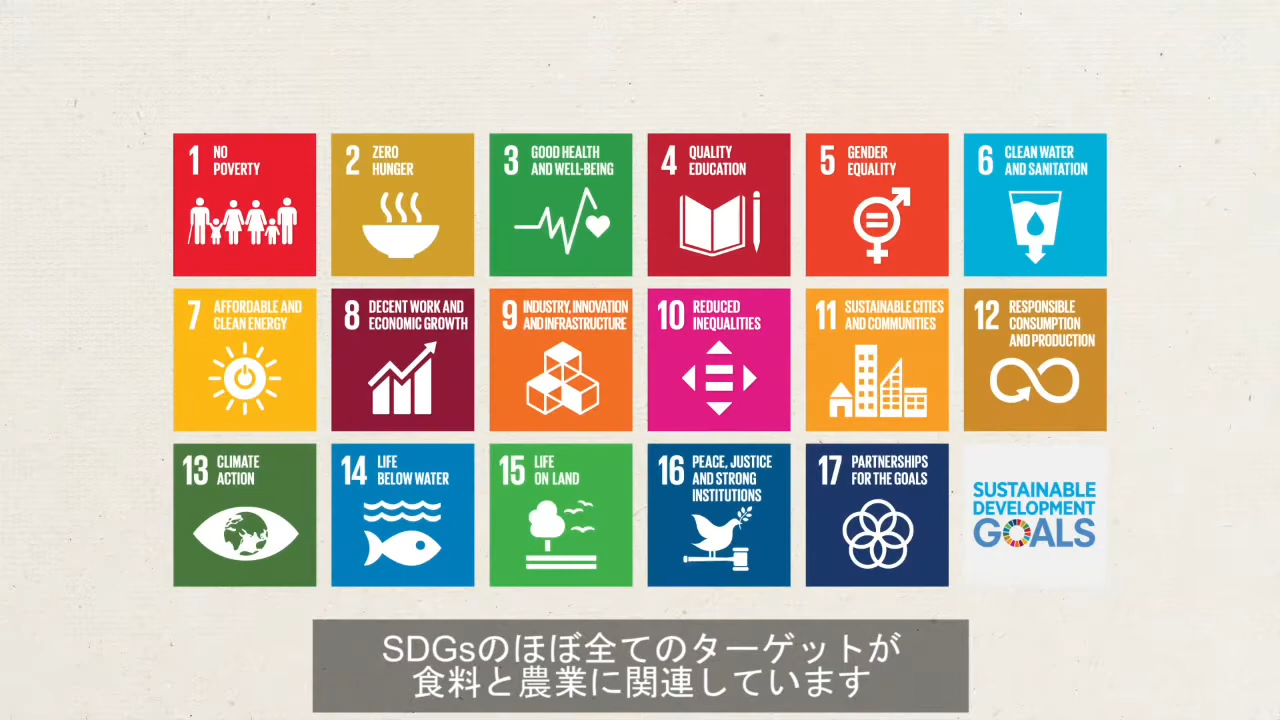 1 NO
POVERTY
2 ZERO
HUNGER
3 GOOD HEALTH
AND WELL-BEING
4 QUALITY
EDUCATION
5 GENDER
EQUALITY
6 CLEAN WATER
AND SANITATION
7 AFFORDABLE AND
CLEAN ENERGY
8 DECENT WORK AND
ECONOMIC GROWTH
9 INDUSTRY, INNOVATION
AND INFRASTRUCTURE
10 REDUCED
INEQUALITIES
11 SUSTAINABLE CITIES
AND COMMUNITIES
12 RESPONSIBLE
CONSUMPTION
AND PRODUCTION
13 CLIMATE
ACTION
14 LIFE
BELOW WATER
15 LIFE
ON LAND
16 PEACE, JUSTICE
AND STRONG
INSTITUTIONS
17 PARTNERSHIPS
FOR THE GOALS
SUSTAINABLE
DEVELOPMENT
GOALS
SDGsのほぼ全てのターゲットが
食料と農業に関連しています